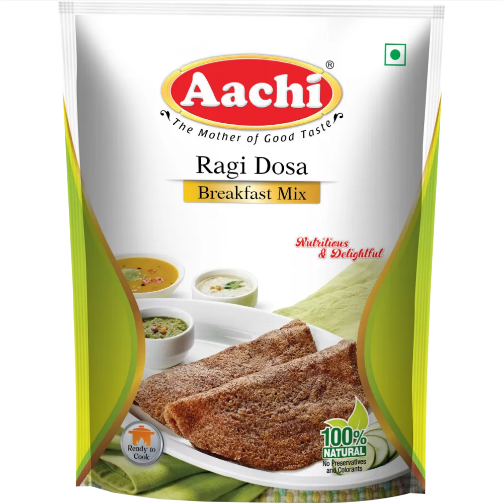 Aachi®
The Mother of Good Taste
Ragi Dosa
Breakfast Mix
Nutritious
& Delightful
Ready to
Cook
100%
NATURAL
No Preservatives
and Colorants